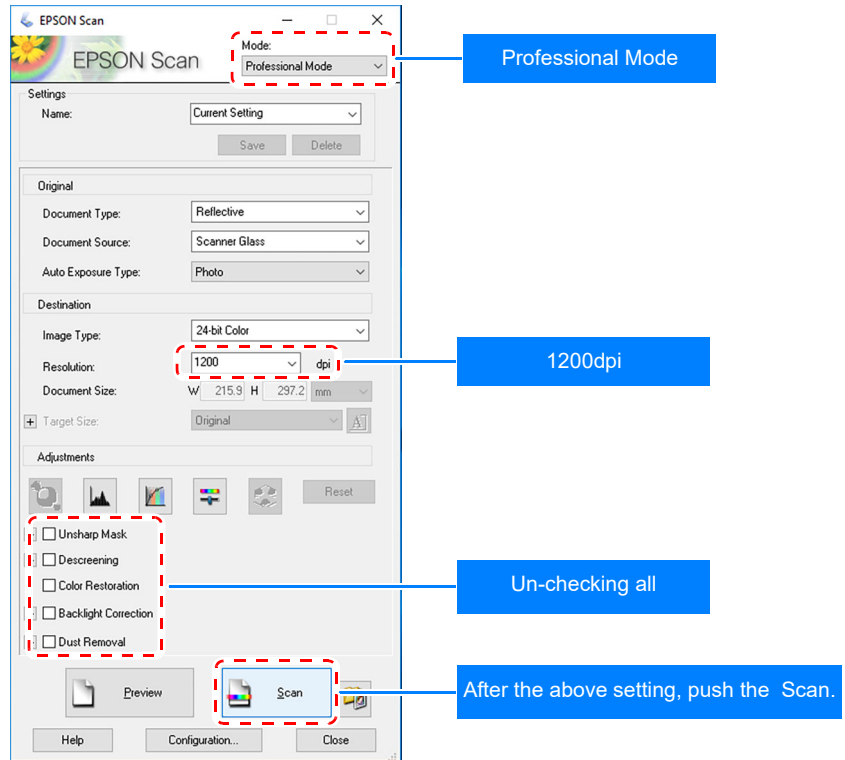 EPSON Scan
EPSON Scan
Mode:
Professional Mode
Professional Mode
Settings
Name:
Current Setting
Save
Delete
Original
Document Type:
Reflective
Document Source:
Scanner Glass
Auto Exposure Type:
Photo
Destination
Image Type:
24-bit Color
Resolution:
1200
dpi
1200dpi
Document Size:
W 215.9 H 297.2 mm
+ Target Size:
Original
A
Adjustments
Reset
Unsharp Mask
Descreening
Color Restoration
Un-checking all
Backlight Correction
Dust Removal
Preview
Scan
After the above setting, push the  Scan.
Help
Configuration...
Close